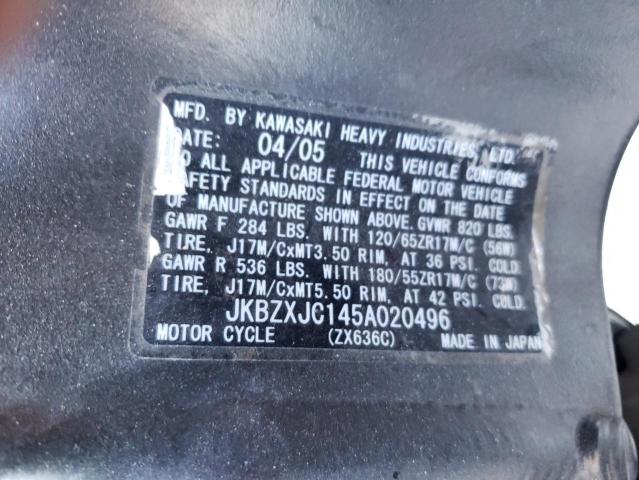 MFD. BY KAWASAKI HEAVY INDUSTRIES, LTD.
DATE: 04/05 THIS VEHICLE CONFORMS
TO ALL APPLICABLE FEDERAL MOTOR VEHICLE
SAFETY STANDARDS IN EFFECT ON THE DATE
OF MANUFACTURE SHOWN ABOVE. GVWR 820 LBS.
GAWR F 284 LBS. WITH 120/65ZR17M/C (56W)
TIRE, J17M/CxMT3.50 RIM, AT 36 PSI. COLD.
GAWR R 536 LBS. WITH 180/55ZR17M/C (73W)
TIRE, J17M/CxMT5.50 RIM, AT 42 PSI. COLD.
JKBZXJC145A020496
MOTOR CYCLE (ZX636C) MADE IN JAPAN